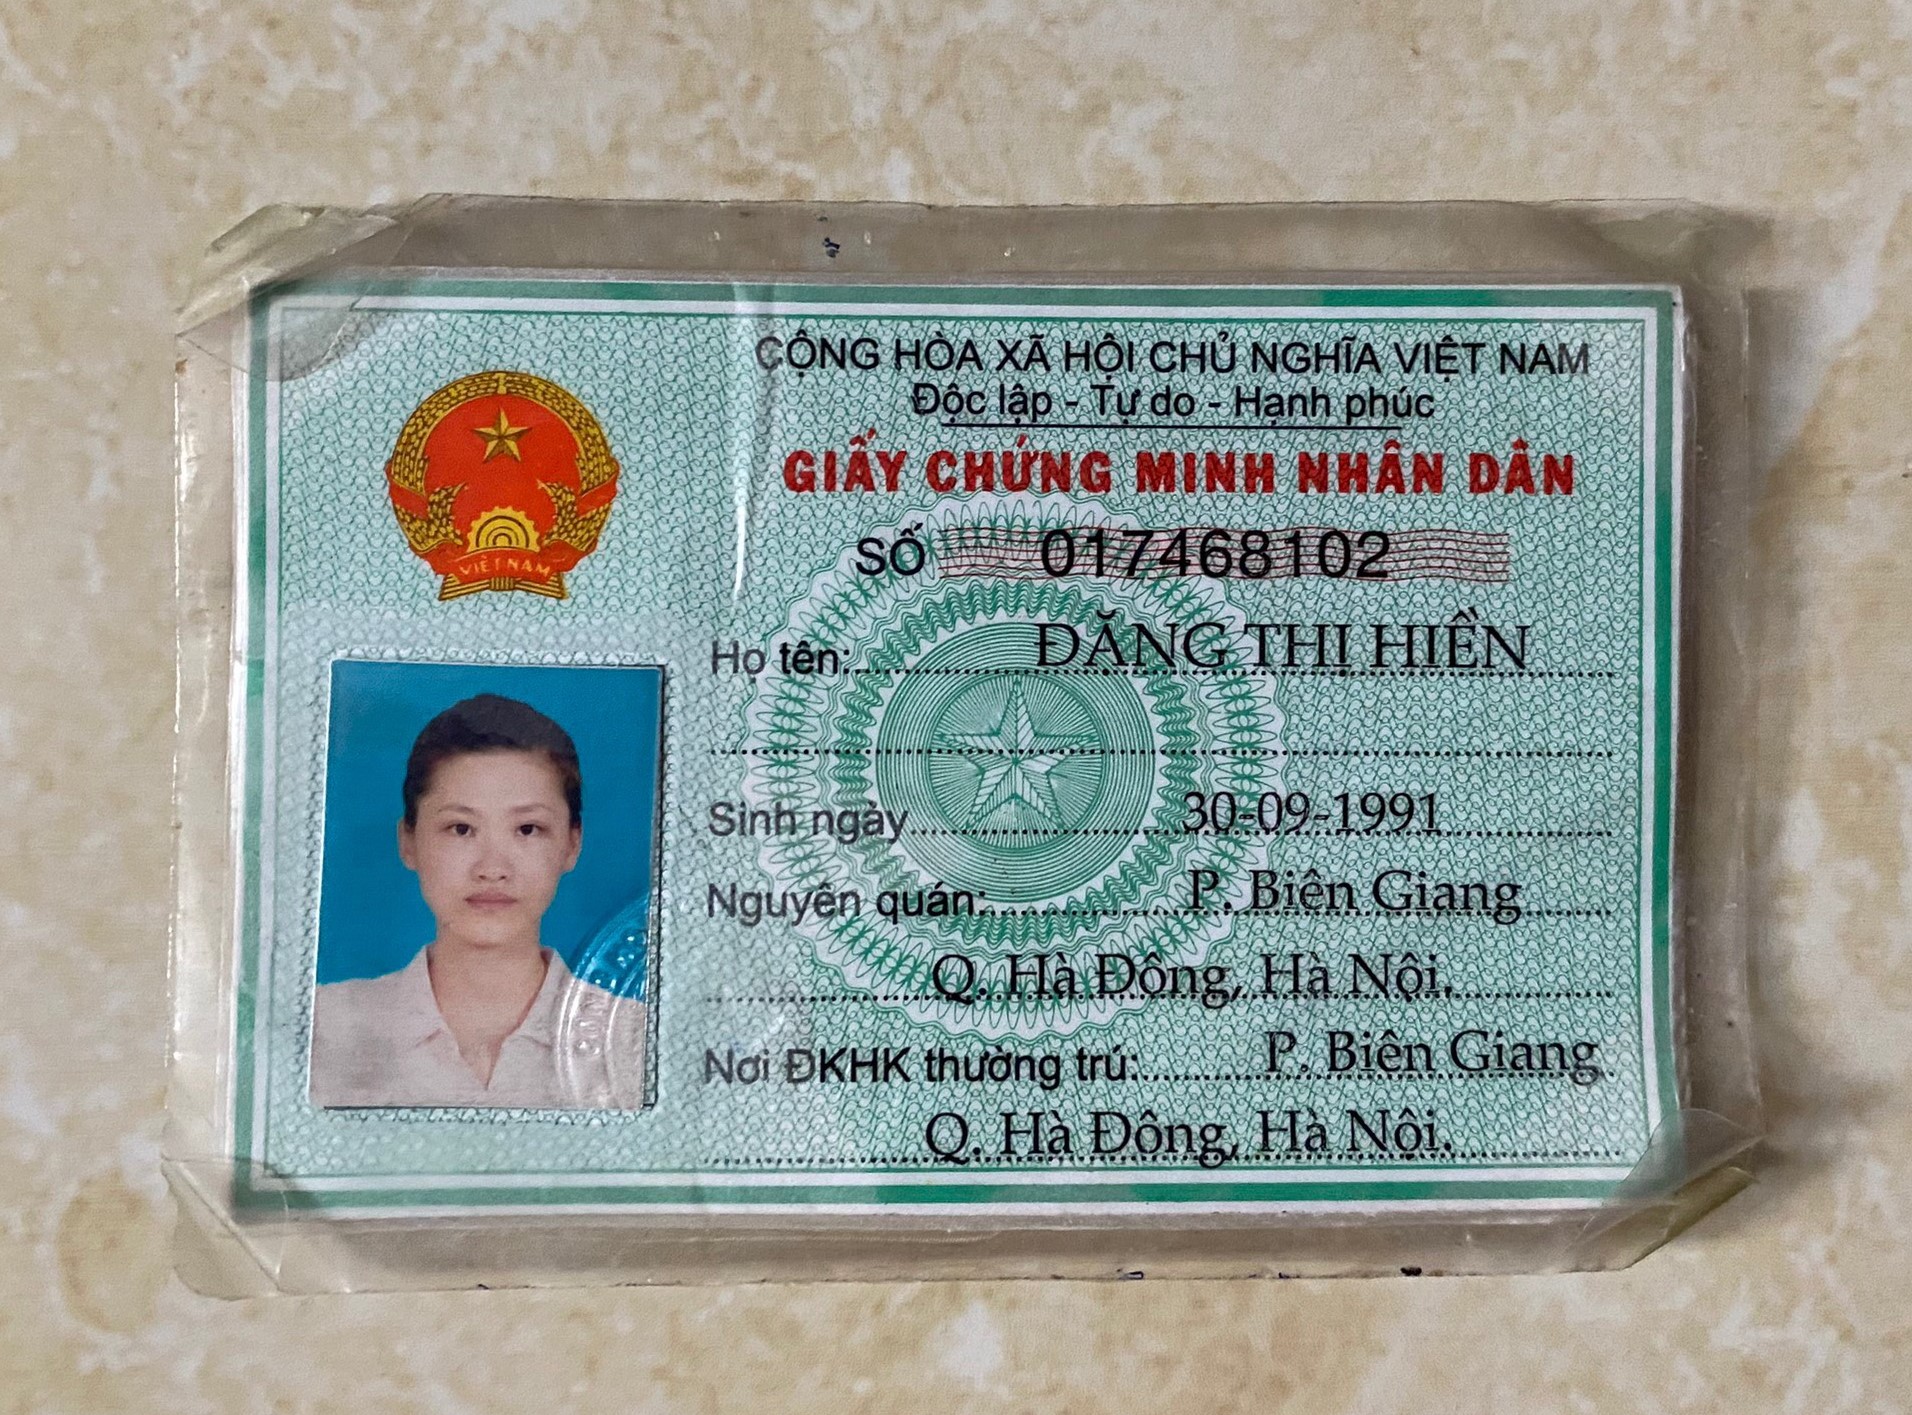 CỘNG HÒA XÃ HỘI CHỦ NGHĨA VIỆT NAM
Độc lập - Tự do - Hạnh phúc
GIẤY CHỨNG MINH NHÂN DÂN
SỐ 017468102
VIỆT NAM
Họ tên: ĐẶNG THỊ HIỀN
Sinh ngày 30-09-1991
Nguyên quán: P. Biên Giang
Q. Hà Đông, Hà Nội.
Nơi ĐKHK thường trú: P. Biên Giang
Q. Hà Đông, Hà Nội.